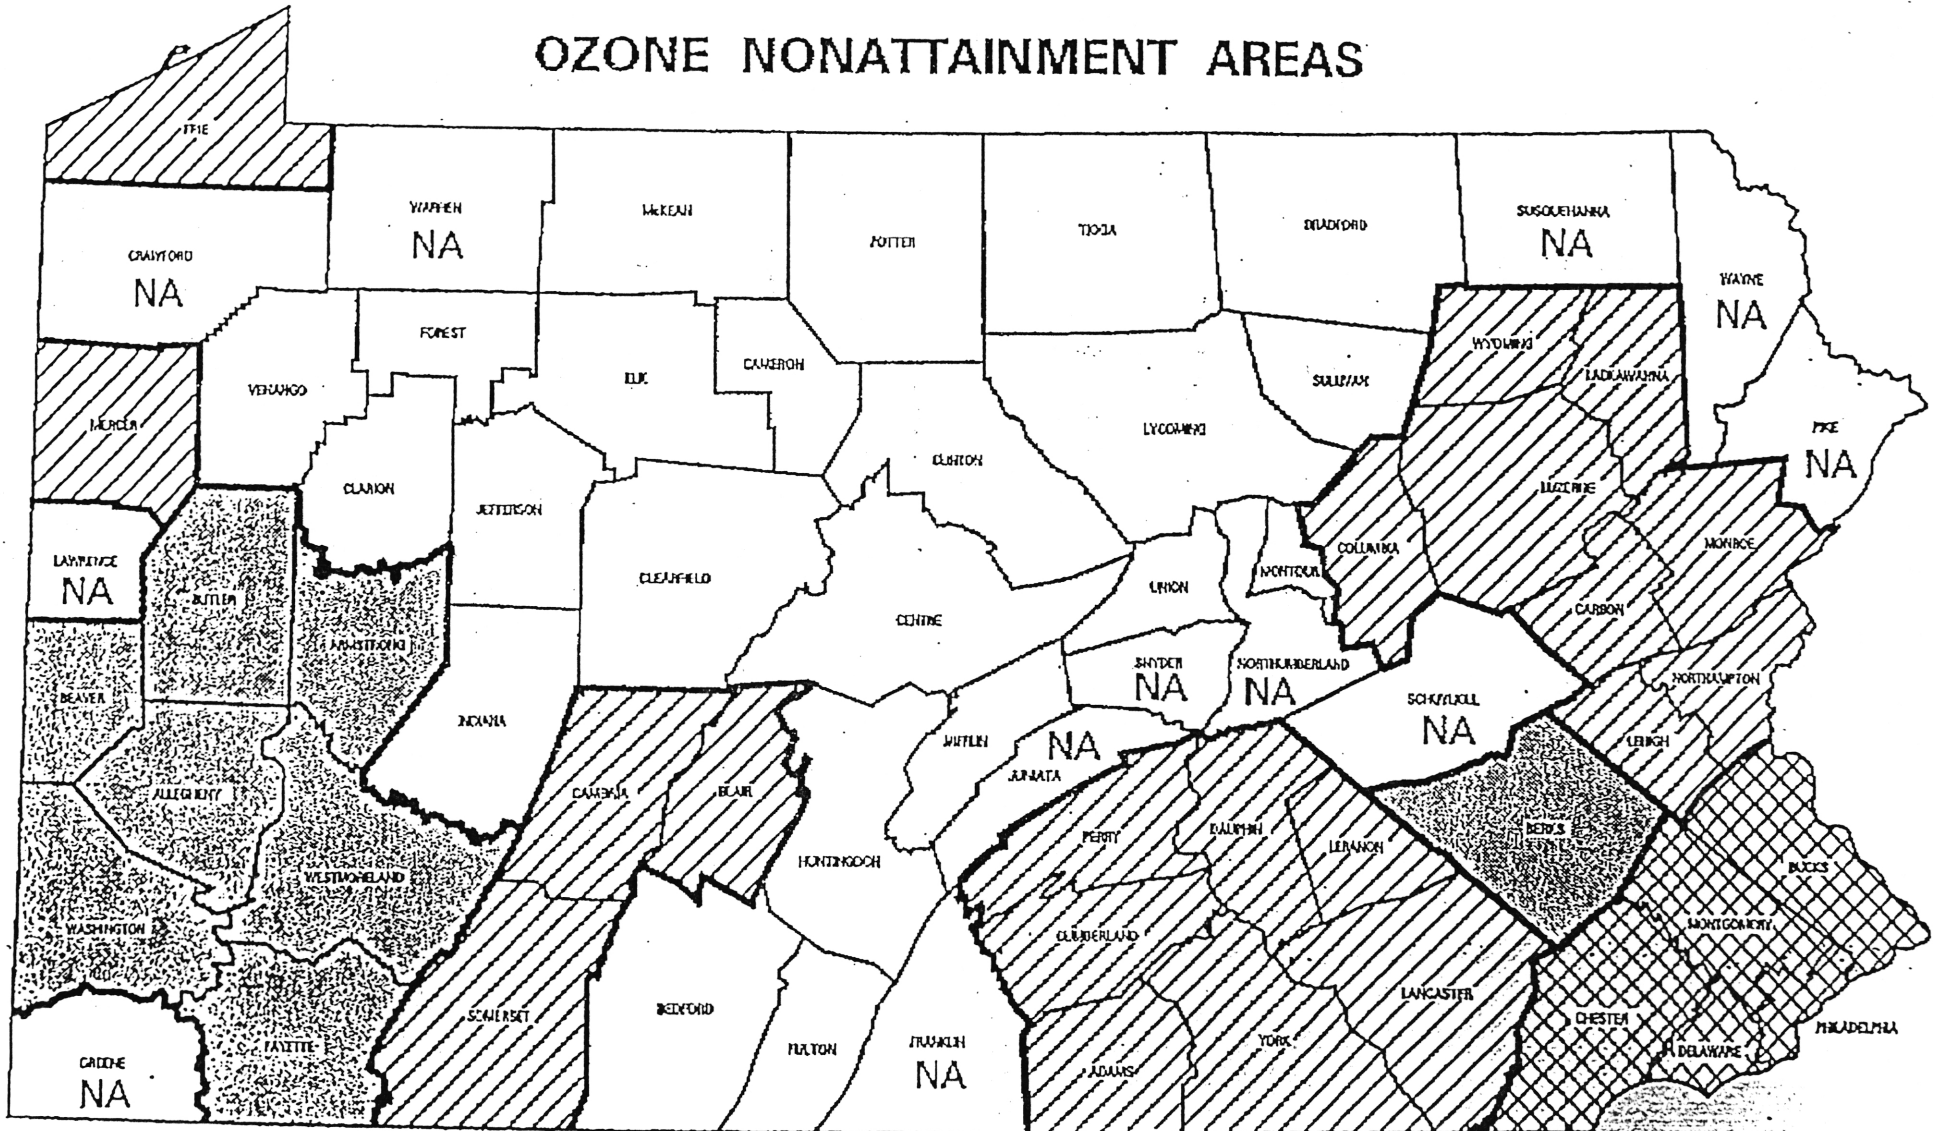 OZONE NONATTAINMENT AREAS
ERIE
WARREN
NA
McKEAN
POTTER
TIOGA
BRADFORD
SUSQUEHANNA
NA
WAYNE
NA
CRAWFORD
NA
FOREST
ELK
CAMERON
SULLIVAN
WYOMING
LACKAWANNA
VENANGO
MERCER
CLARION
JEFFERSON
CLINTON
LYCOMING
LUZERNE
PIKE
NA
LAWRENCE
NA
BUTLER
ARMSTRONG
CLEARFIELD
CENTRE
UNION
MONTOUR
COLUMBIA
CARBON
MONROE
BEAVER
INDIANA
SNYDER
NA
NORTHUMBERLAND
NA
SCHUYLKILL
NA
NORTHAMPTON
LEHIGH
ALLEGHENY
CAMBRIA
BLAIR
MIFFLIN
NA
JUNIATA
PERRY
DAUPHIN
LEBANON
BERKS
BUCKS
WESTMORELAND
HUNTINGDON
WASHINGTON
CUMBERLAND
MONTGOMERY
LANCASTER
SOMERSET
BEDFORD
FULTON
FRANKLIN
NA
ADAMS
YORK
CHESTER
DELAWARE
PHILADELPHIA
FAYETTE
GREENE
NA